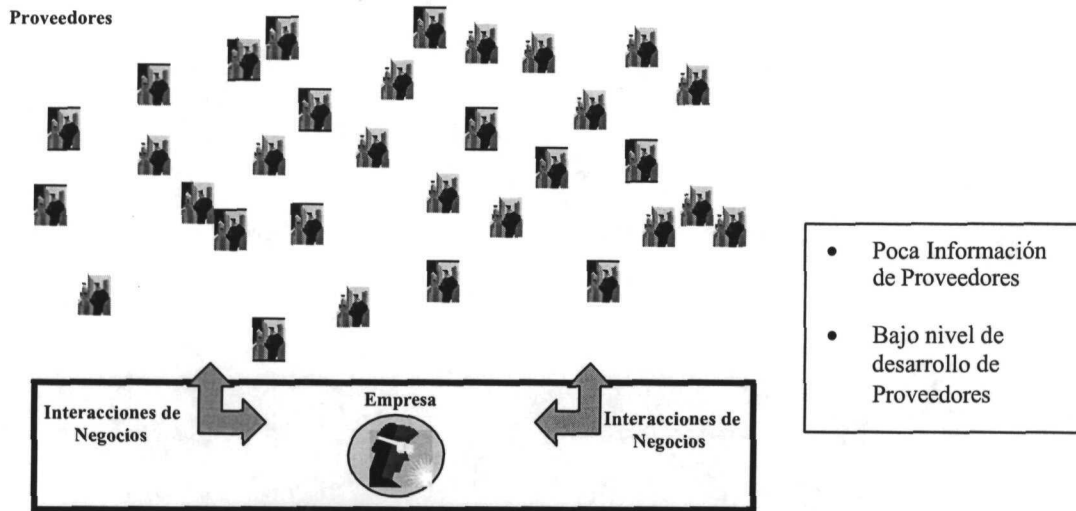 Proveedores
• Poca Información
de Proveedores
• Bajo nivel de
desarrollo de
Proveedores
Interacciones de
Negocios
Empresa
Interacciones de
Negocios